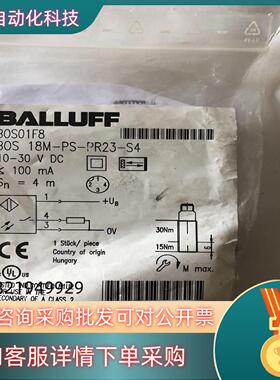 自动化科技
BALLUFF
BOS01F8
BOS 18M-PS-PR23-S4
10-30 V DC
≤ 100 mA
Sn = 4 m
+UB
0V
1 Stück/ piece
Country of origin
Hungary
30Nm
15Nm
M max.
咨询采购批发可对公开票
询客服详情下单采购